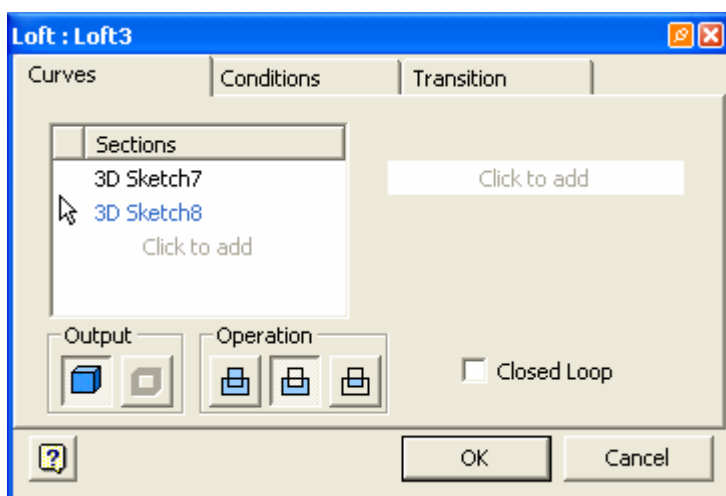 Loft : Loft3
Curves
Conditions
Transition
Sections
3D Sketch7
3D Sketch8
Click to add
Click to add
Output
Operation
Closed Loop
OK
Cancel